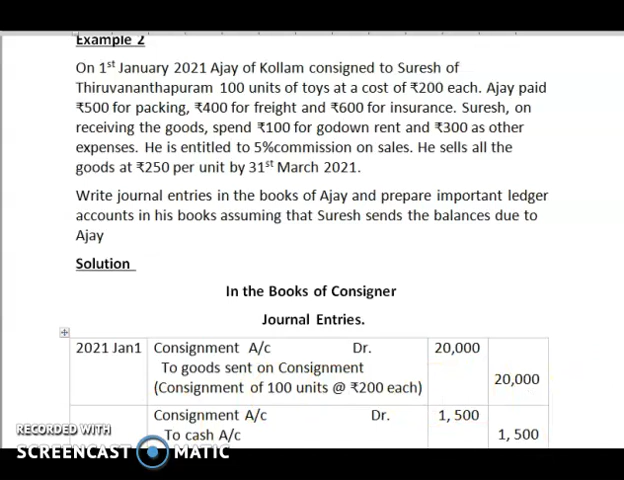 Example 2
On 1st January 2021 Ajay of Kollam consigned to Suresh of
Thiruvananthapuram 100 units of toys at a cost of ₹200 each. Ajay paid
₹500 for packing, ₹400 for freight and ₹600 for insurance. Suresh, on
receiving the goods, spend ₹100 for godown rent and ₹300 as other
expenses. He is entitled to 5%commission on sales. He sells all the
goods at ₹250 per unit by 31st March 2021.
Write journal entries in the books of Ajay and prepare important ledger
accounts in his books assuming that Suresh sends the balances due to
Ajay
Solution
In the Books of Consigner
Journal Entries.
2021 Jan1 Consignment A/c Dr. 20,000
To goods sent on Consignment
20,000
(Consignment of 100 units @ ₹200 each)
Consignment A/c Dr. 1, 500
To cash A/c 1, 500
RECORDED WITH
SCREENCAST MATIC